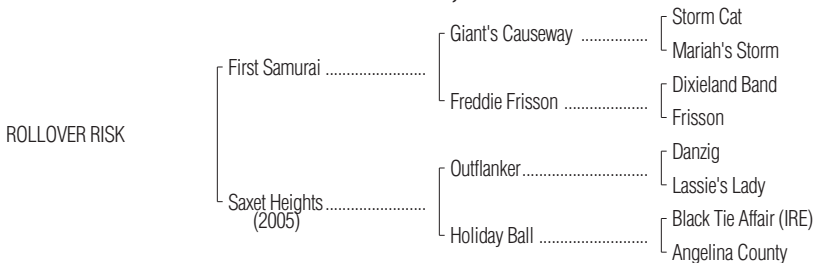 Storm Cat
Giant's Causeway ................
Mariah's Storm
First Samurai ........................
Dixieland Band
Freddie Frisson ....................
Frisson
ROLLOVER RISK
Danzig
Outflanker..............................
Lassie's Lady
Saxet Heights........................
(2005)
Black Tie Affair (IRE)
Holiday Ball ..........................
Angelina County